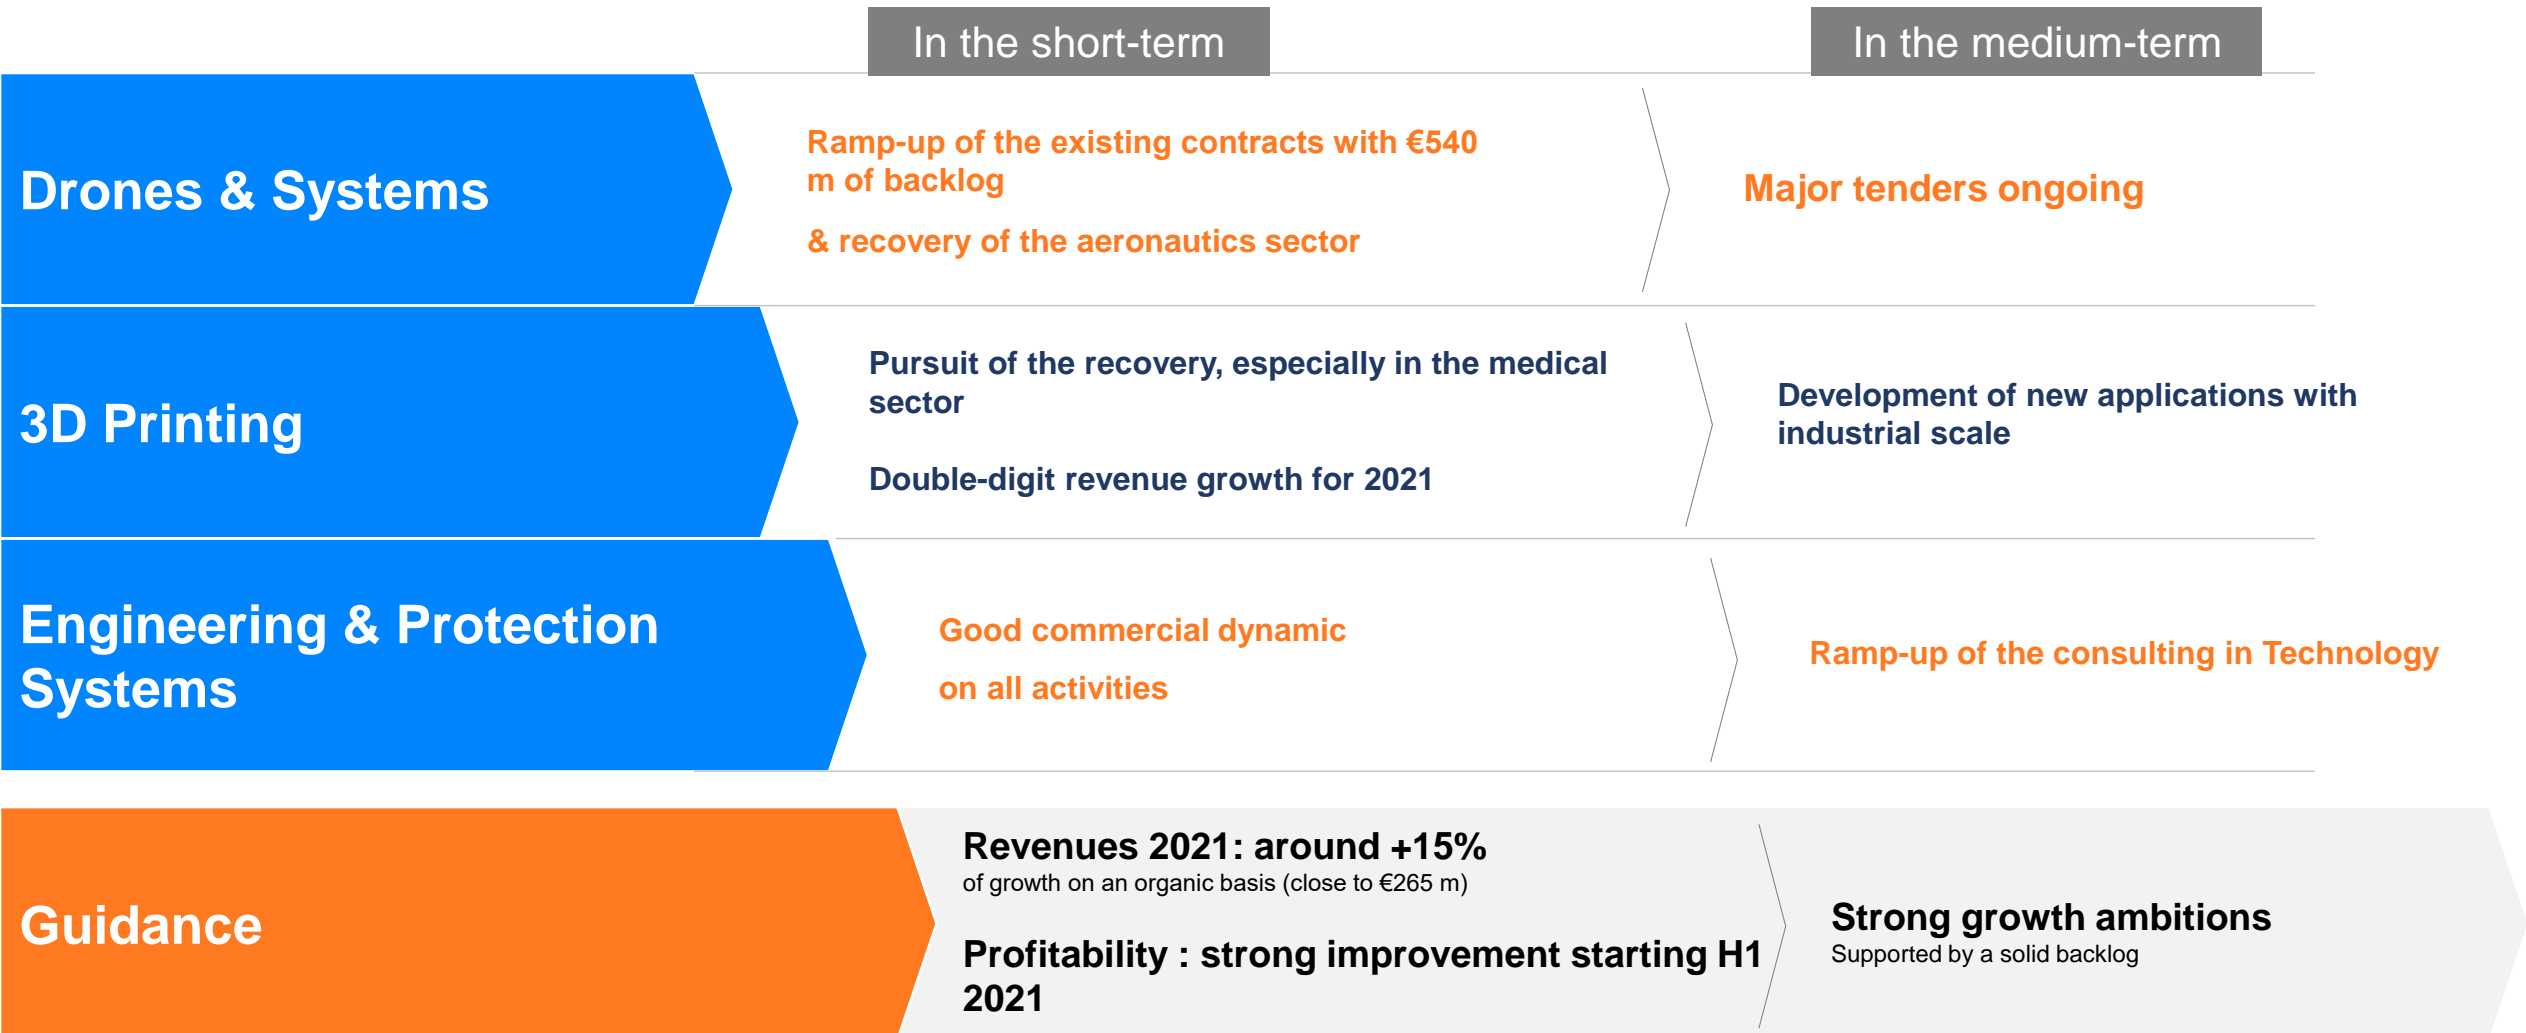 In the short-term
In the medium-term
Drones & Systems
Ramp-up of the existing contracts with €540
m of backlog
& recovery of the aeronautics sector
Major tenders ongoing
3D Printing
Pursuit of the recovery, especially in the medical
sector
Double-digit revenue growth for 2021
Development of new applications with
industrial scale
Engineering & Protection
Systems
Good commercial dynamic
on all activities
Ramp-up of the consulting in Technology
Guidance
Revenues 2021: around +15%
of growth on an organic basis (close to €265 m)
Profitability : strong improvement starting H1
2021
Strong growth ambitions
Supported by a solid backlog